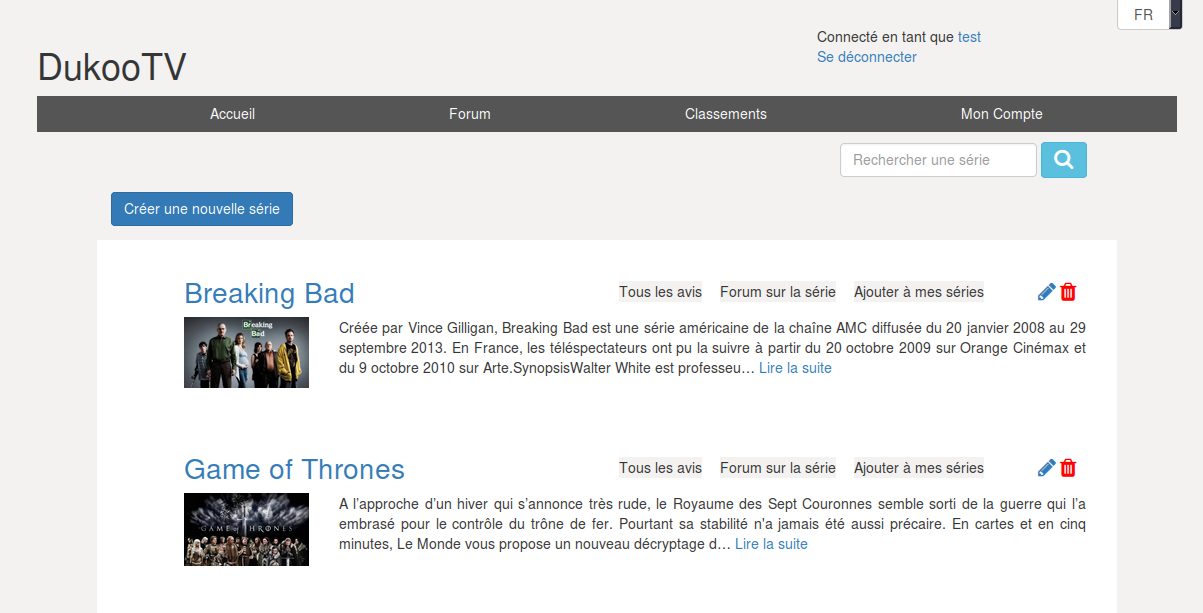 FR
Connecté en tant que test
Se déconnecter
DukooTV
Accueil Forum Classements Mon Compte
Rechercher une série
Créer une nouvelle série
Breaking Bad
Tous les avis Forum sur la série Ajouter à mes séries
Breaking
Bad
Créée par Vince Gilligan, Breaking Bad est une série américaine de la chaîne AMC diffusée du 20 janvier 2008 au 29
septembre 2013. En France, les téléspectateurs ont pu la suivre à partir du 20 octobre 2009 sur Orange Cinémax et
du 9 octobre 2010 sur Arte.SynopsisWalter White est professeu… Lire la suite
Game of Thrones
Tous les avis Forum sur la série Ajouter à mes séries
GAME OF THRONES
A l’approche d’un hiver qui s’annonce très rude, le Royaume des Sept Couronnes semble sorti de la guerre qui l’a
embrasé pour le contrôle du trône de fer. Pourtant sa stabilité n'a jamais été aussi précaire. En cartes et en cinq
minutes, Le Monde vous propose un nouveau décryptage d… Lire la suite